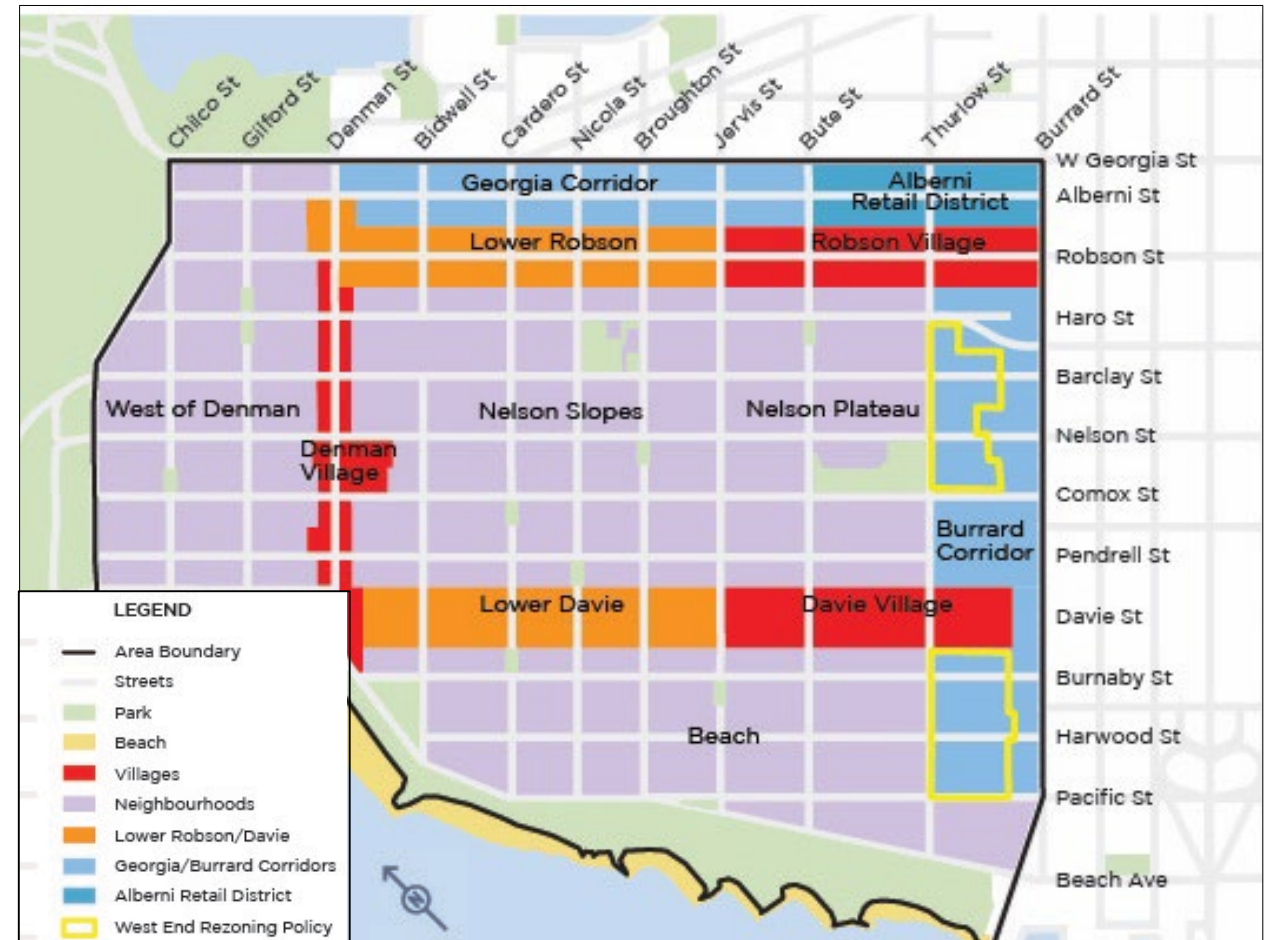 Chilco St
Gilford St
Denman St
Bidwell St
Cardero St
Nicola St
Broughton St
Jervis St
Bute St
Thurlow St
Burrard St
W Georgia St
Georgia Corridor
Alberni
Retail District
Alberni St
Lower Robson
Robson Village
Robson St
Haro St
Barclay St
West of Denman
Nelson Slopes
Nelson Plateau
Nelson St
Denman
Village
Comox St
Burrard
Corridor
Pendrell St
Lower Davie
Davie Village
Davie St
Burnaby St
Beach
Harwood St
Pacific St
Beach Ave
LEGEND
Area Boundary
Streets
Park
Beach
Villages
Neighbourhoods
Lower Robson/Davie
Georgia/Burrard Corridors
Alberni Retail District
West End Rezoning Policy
N